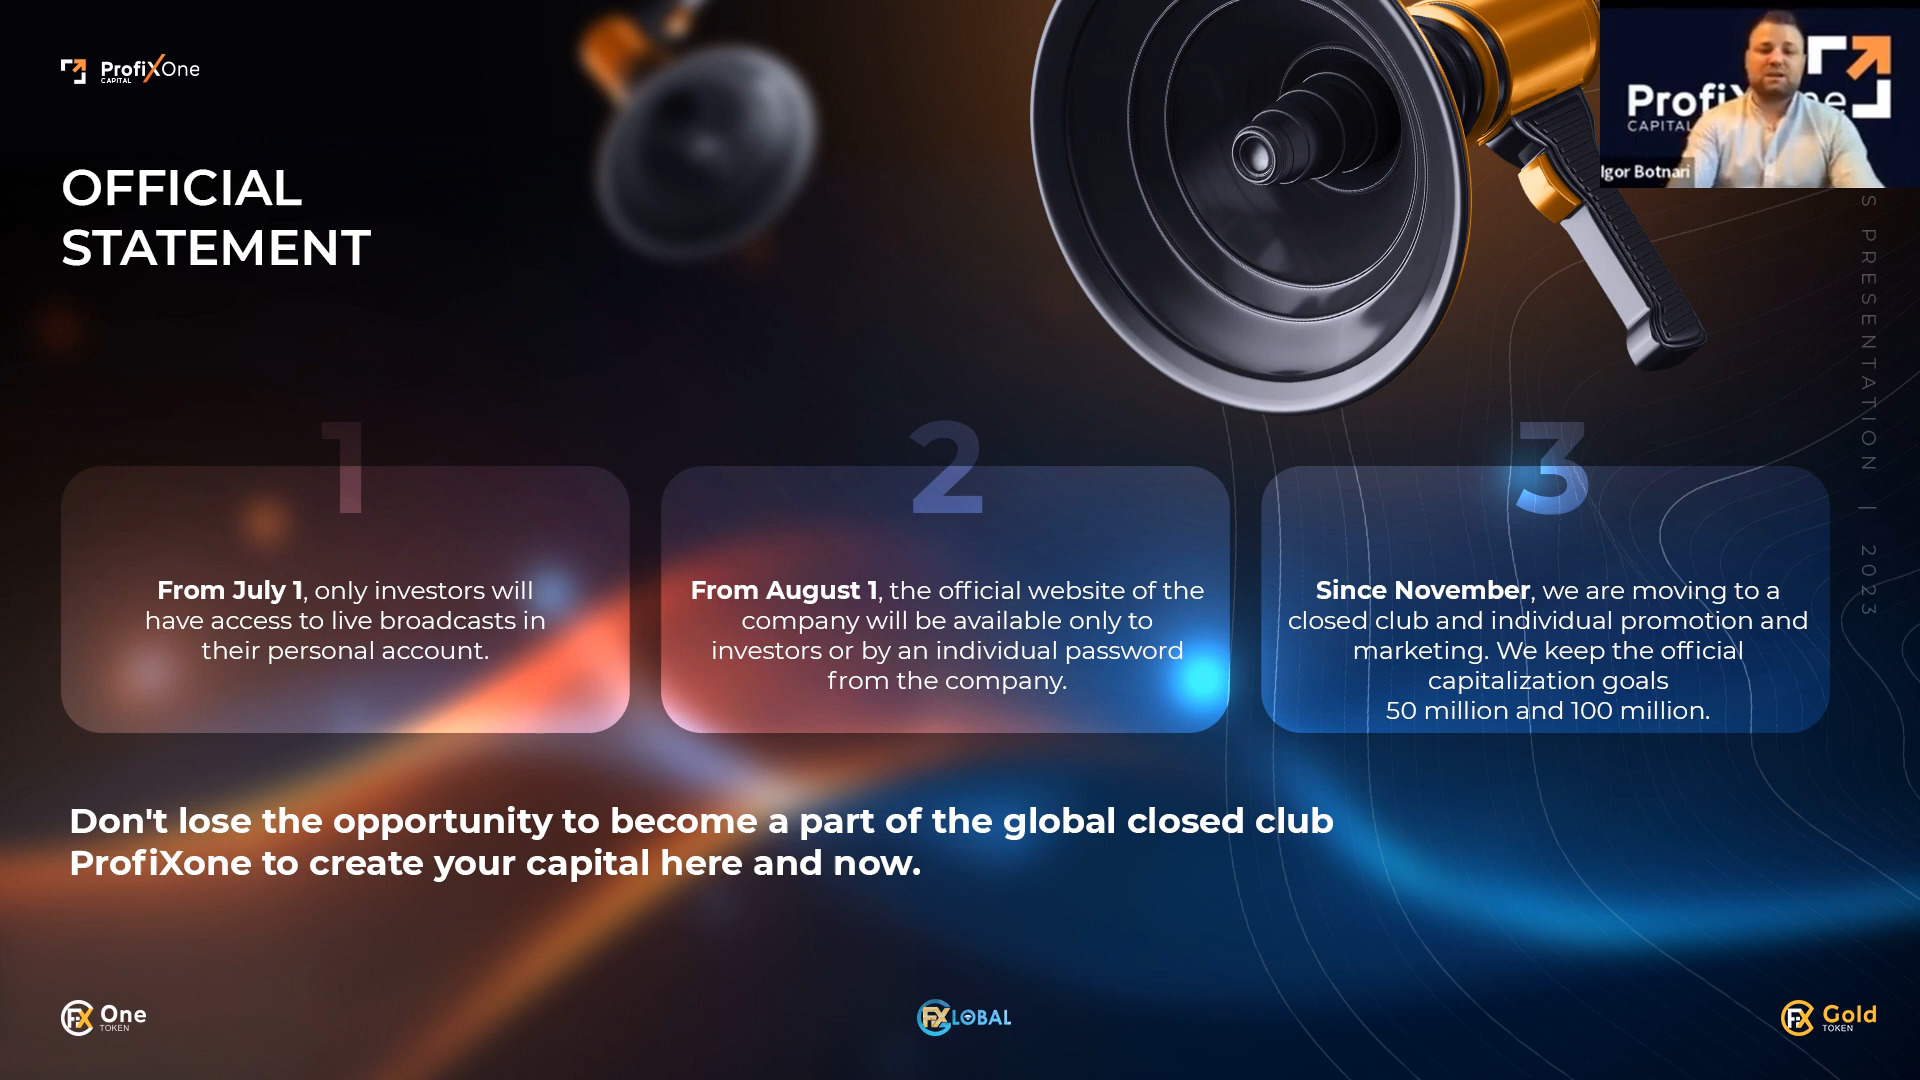 ProfiXOne
CAPITAL
ProfiXOne
CAPITAL
Igor Botnari
OFFICIAL
STATEMENT
S PRESENTATION | 2023
1
From July 1, only investors will
have access to live broadcasts in
their personal account.
2
From August 1, the official website of the
company will be available only to
investors or by an individual password
from the company.
3
Since November, we are moving to a
closed club and individual promotion and
marketing. We keep the official
capitalization goals
50 million and 100 million.
Don't lose the opportunity to become a part of the global closed club
ProfiXone to create your capital here and now.
FX One
TOKEN
FX GLOBAL
FX Gold
TOKEN